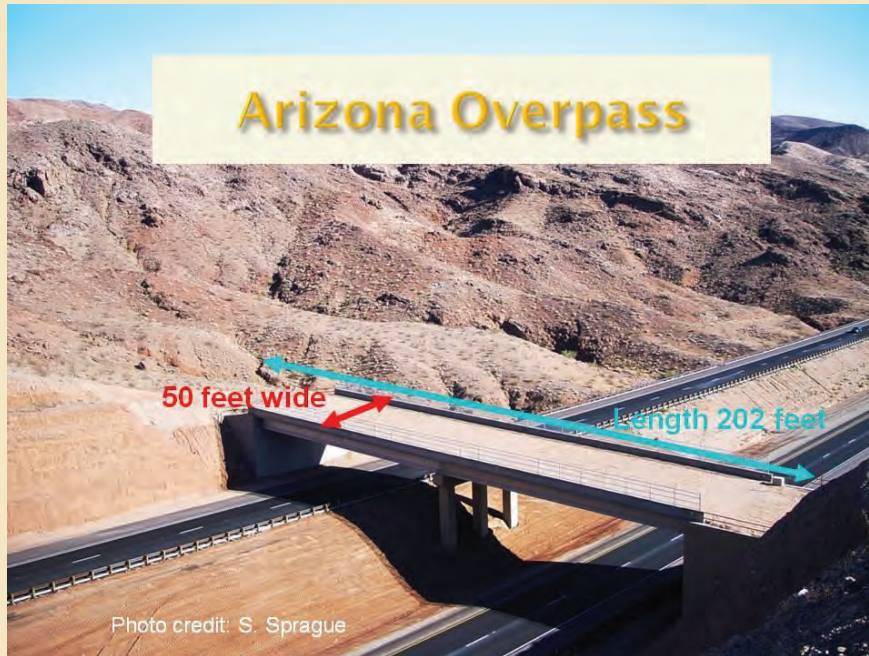 Arizona Overpass
50 feet wide
Length 202 feet
Photo credit: S. Sprague